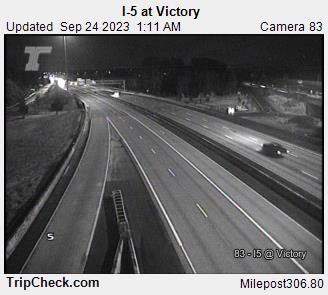 I-5 at Victory
Updated Sep 24 2023 1:11 AM Camera 83
T
S
83 - I5 @ Victory
TripCheck.com Milepost306.80